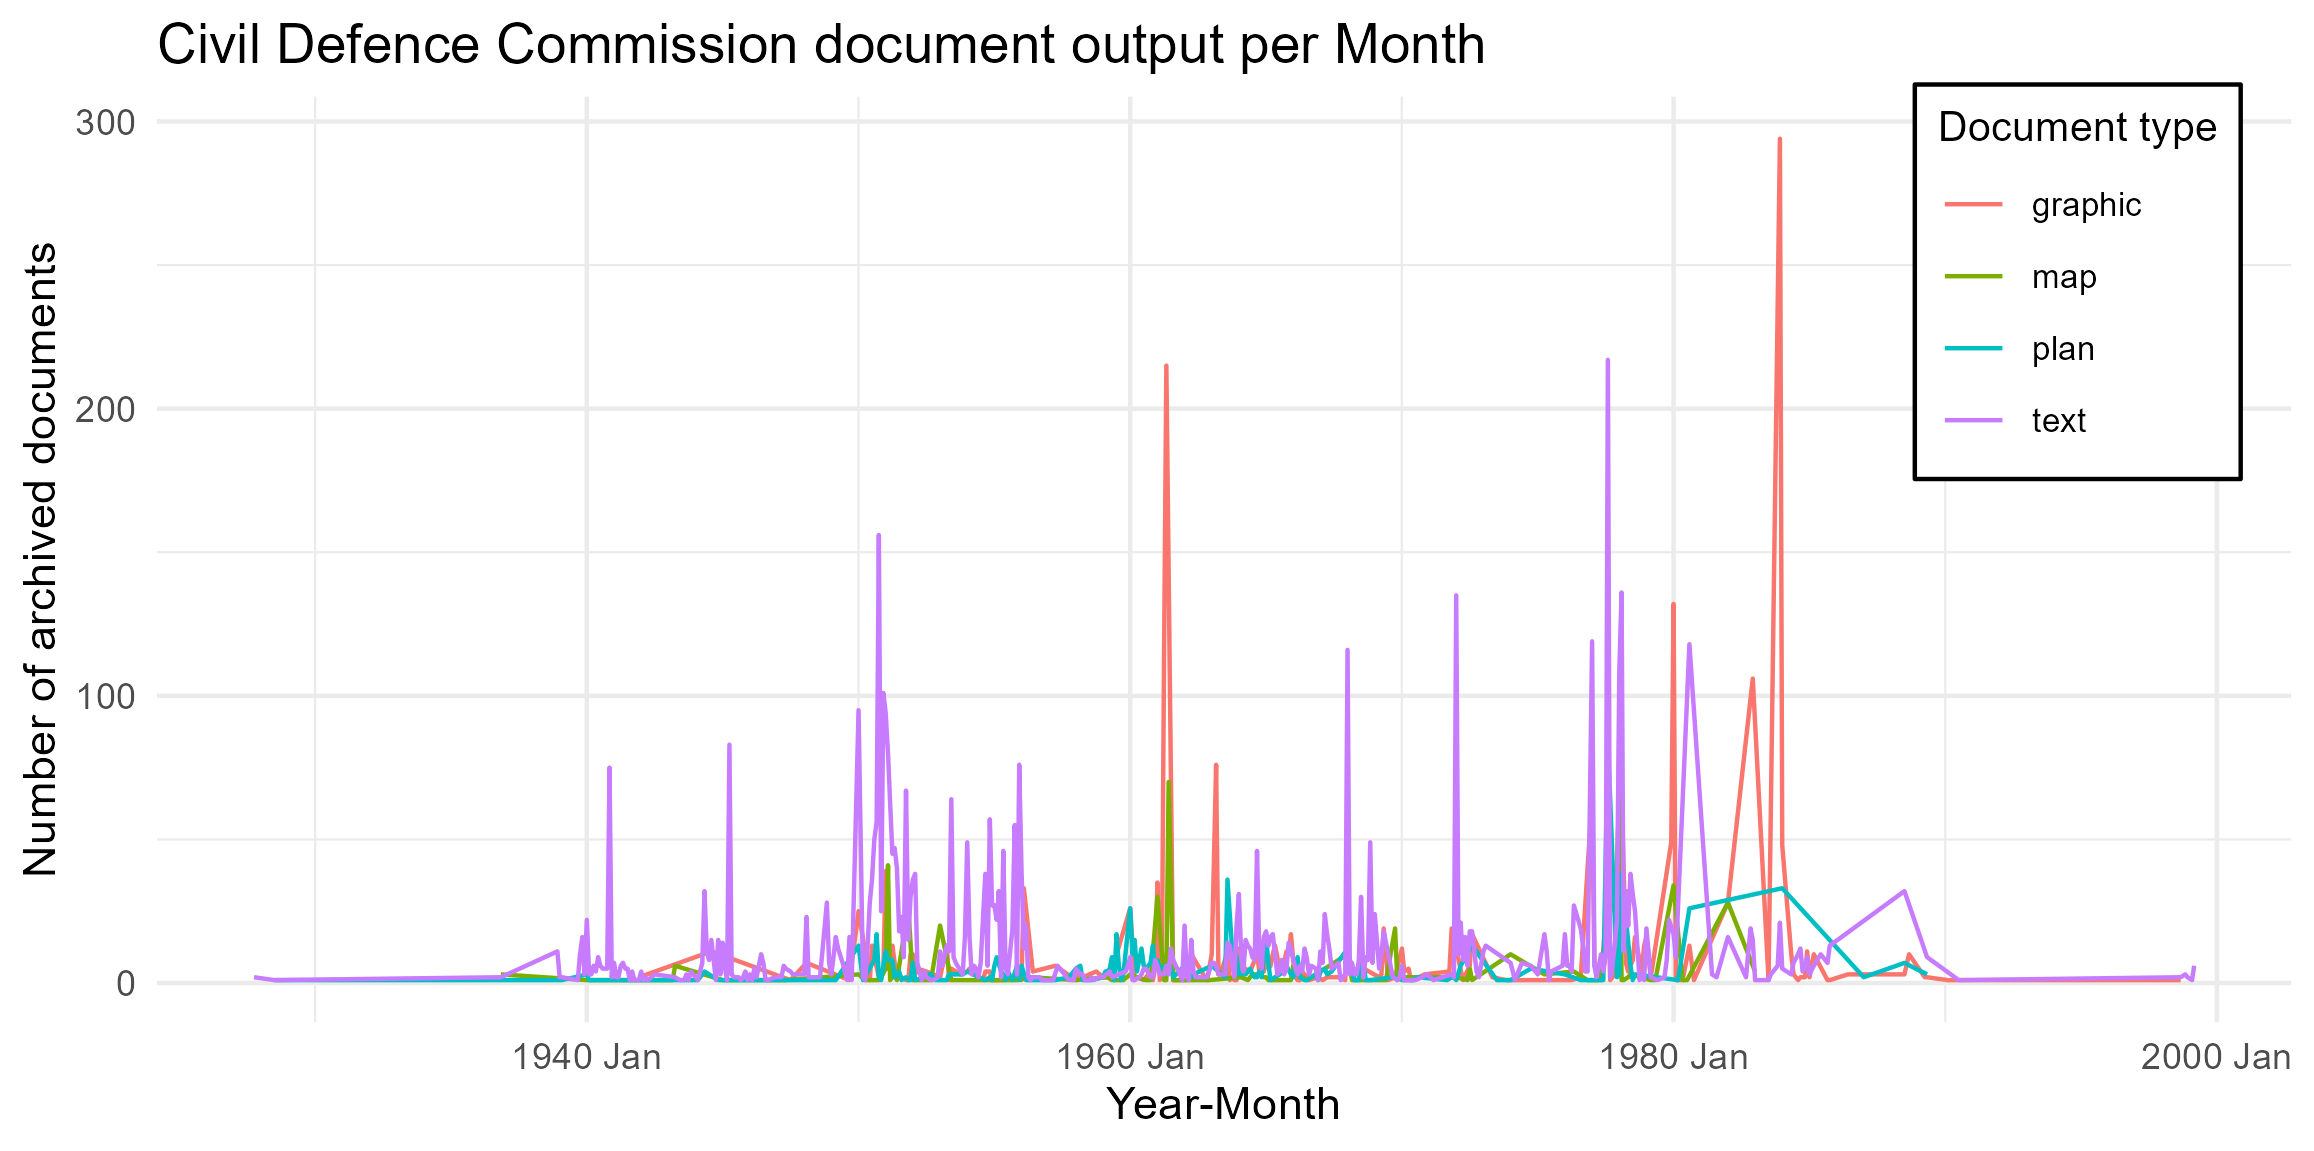 Civil Defence Commission document output per Month
Number of archived documents
300
200
100
0
1940 Jan
1960 Jan
1980 Jan
2000 Jan
Year-Month
Document type
graphic
map
plan
text